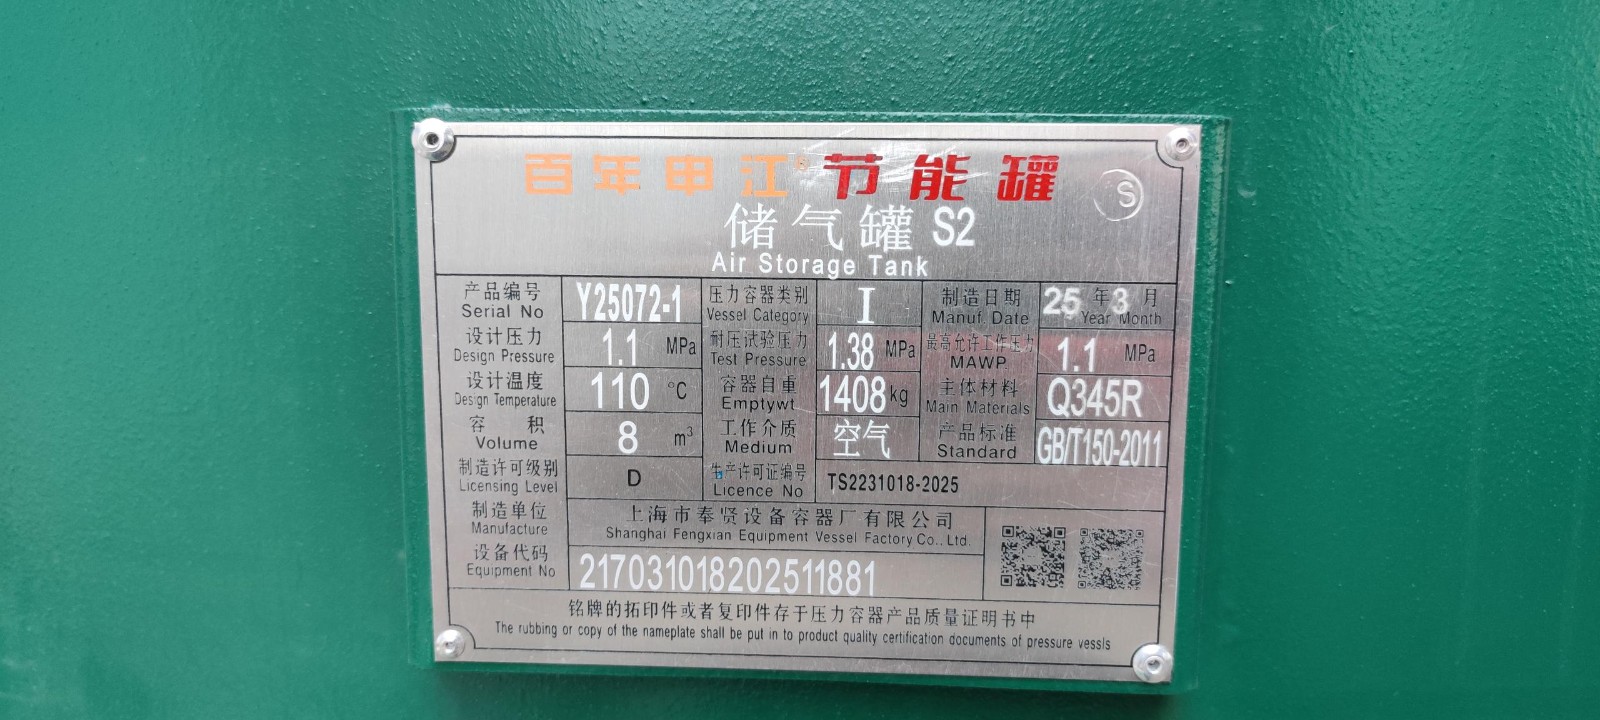 百年申江® 节能罐 S
储气罐 S2
Air Storage Tank
产品编号 Y25072-1 压力容器类别 I 制造日期 25 年 3 月
Serial No Vessel Category Manuf. Date Year Month
设计压力 1.1 MPa 耐压试验压力 1.38 MPa 最高允许工作压力 1.1 MPa
Design Pressure Test Pressure MAWP
设计温度 110 °C 容器自重 1408 kg 主体材料 Q345R
Design Temperature Emptywt Main Materials
容 积 8 m³ 工作介质 空气 产品标准 GB/T150-2011
Volume Medium Standard
制造许可级别 D 生产许可证编号 TS2231018-2025
Licensing Level Licence No
制造单位 上海市奉贤设备容器厂有限公司
Manufacture Shanghai Fengxian Equipment Vessel Factory Co., Ltd.
设备代码 217031018202511881
Equipment No
铭牌的拓印件或者复印件存于压力容器产品质量证明书中
The rubbing or copy of the nameplate shall be put in to product quality certification documents of pressure vessls